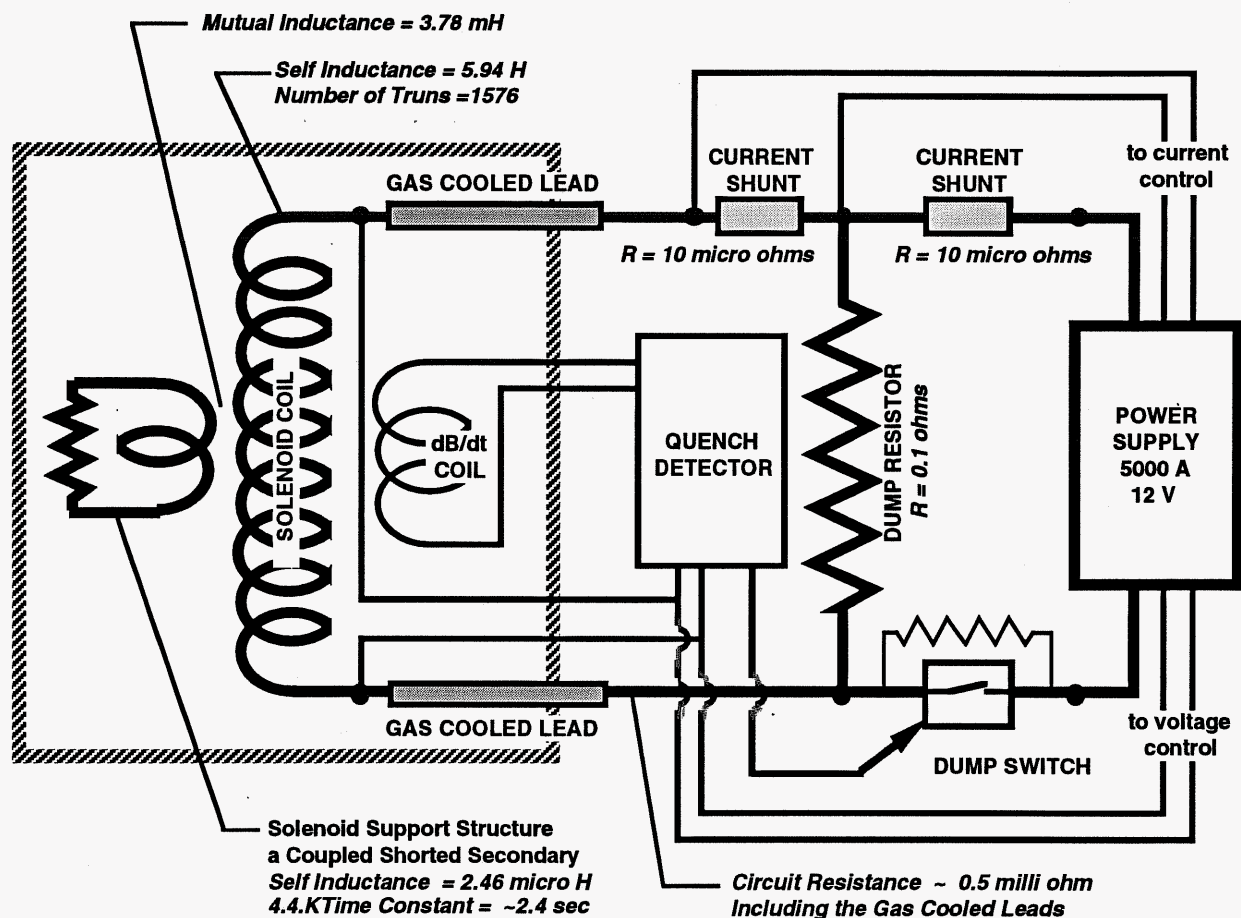 Mutual Inductance = 3.78 mH
Self Inductance = 5.94 H
Number of Truns =1576
GAS COOLED LEAD
CURRENT
SHUNT
R = 10 micro ohms
CURRENT
SHUNT
R = 10 micro ohms
to current
control
SOLENOID COIL
dB/dt
COIL
QUENCH
DETECTOR
DUMP RESISTOR
R = 0.1 ohms
POWER
SUPPLY
5000 A
12 V
GAS COOLED LEAD
DUMP SWITCH
to voltage
control
Solenoid Support Structure
a Coupled Shorted Secondary
Self Inductance = 2.46 micro H
4.4.KTime Constant = ~2.4 sec
Circuit Resistance ~ 0.5 milli ohm
Including the Gas Cooled Leads